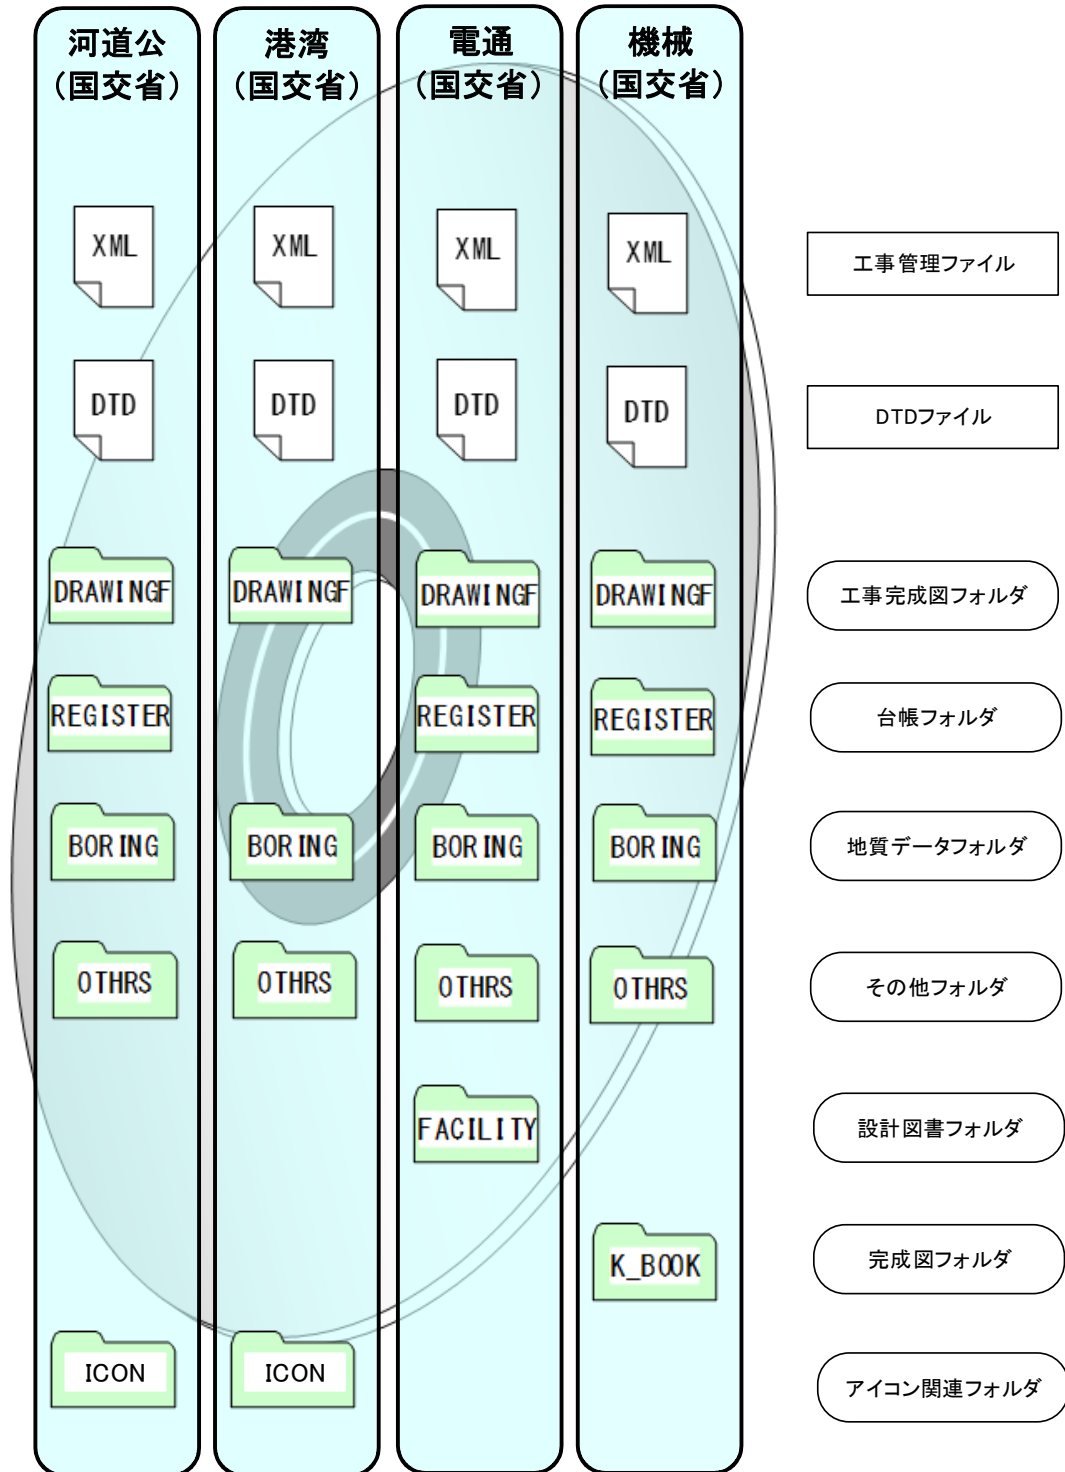 河道公
（国交省）
港湾
（国交省）
電通
（国交省）
機械
（国交省）
XML
XML
XML
XML
工事管理ファイル
DTD
DTD
DTD
DTD
DTDファイル
DRAWINGF
DRAWINGF
DRAWINGF
DRAWINGF
工事完成図フォルダ
REGISTER
REGISTER
REGISTER
台帳フォルダ
BORING
BORING
BORING
BORING
地質データフォルダ
OTHRS
OTHRS
OTHRS
OTHRS
その他フォルダ
FACILITY
設計図書フォルダ
K_BOOK
完成図フォルダ
ICON
ICON
アイコン関連フォルダ